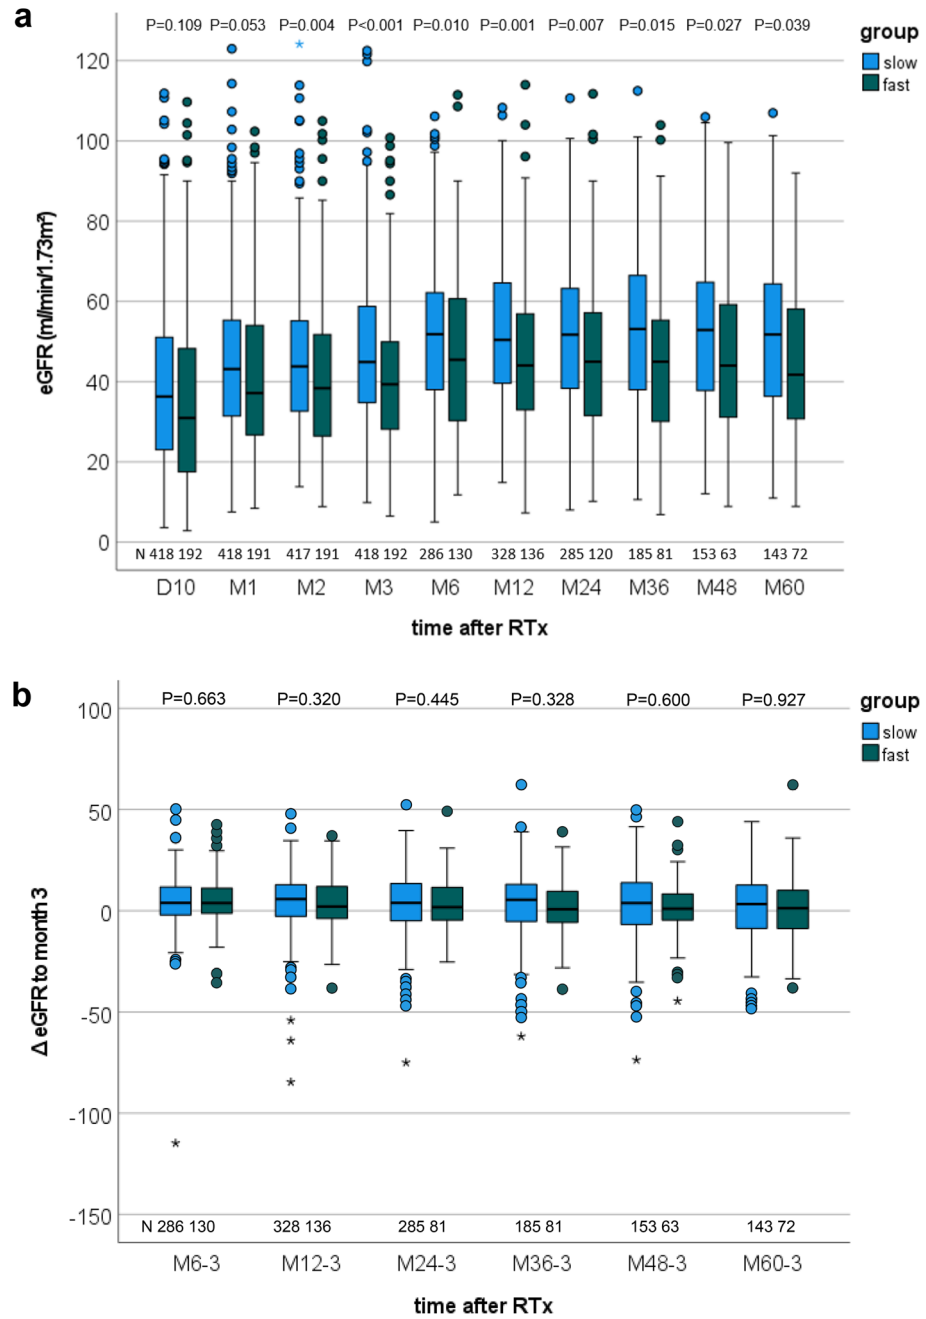 a
P=0.109 P=0.053 P=0.004 P<0.001 P=0.010 P=0.001 P=0.007 P=0.015 P=0.027 P=0.039
group
slow
fast
120
100
80
60
40
20
0
eGFR (ml/min/1.73m²)
N 418 192 418 191 417 191 418 192 286 130 328 136 285 120 185 81 153 63 143 72
D10 M1 M2 M3 M6 M12 M24 M36 M48 M60
time after RTx
b
P=0.663 P=0.320 P=0.445 P=0.328 P=0.600 P=0.927
group
slow
fast
100
50
0
-50
-100
-150
Δ eGFR to month 3
N 286 130 328 136 285 81 185 81 153 63 143 72
M6-3 M12-3 M24-3 M36-3 M48-3 M60-3
time after RTx